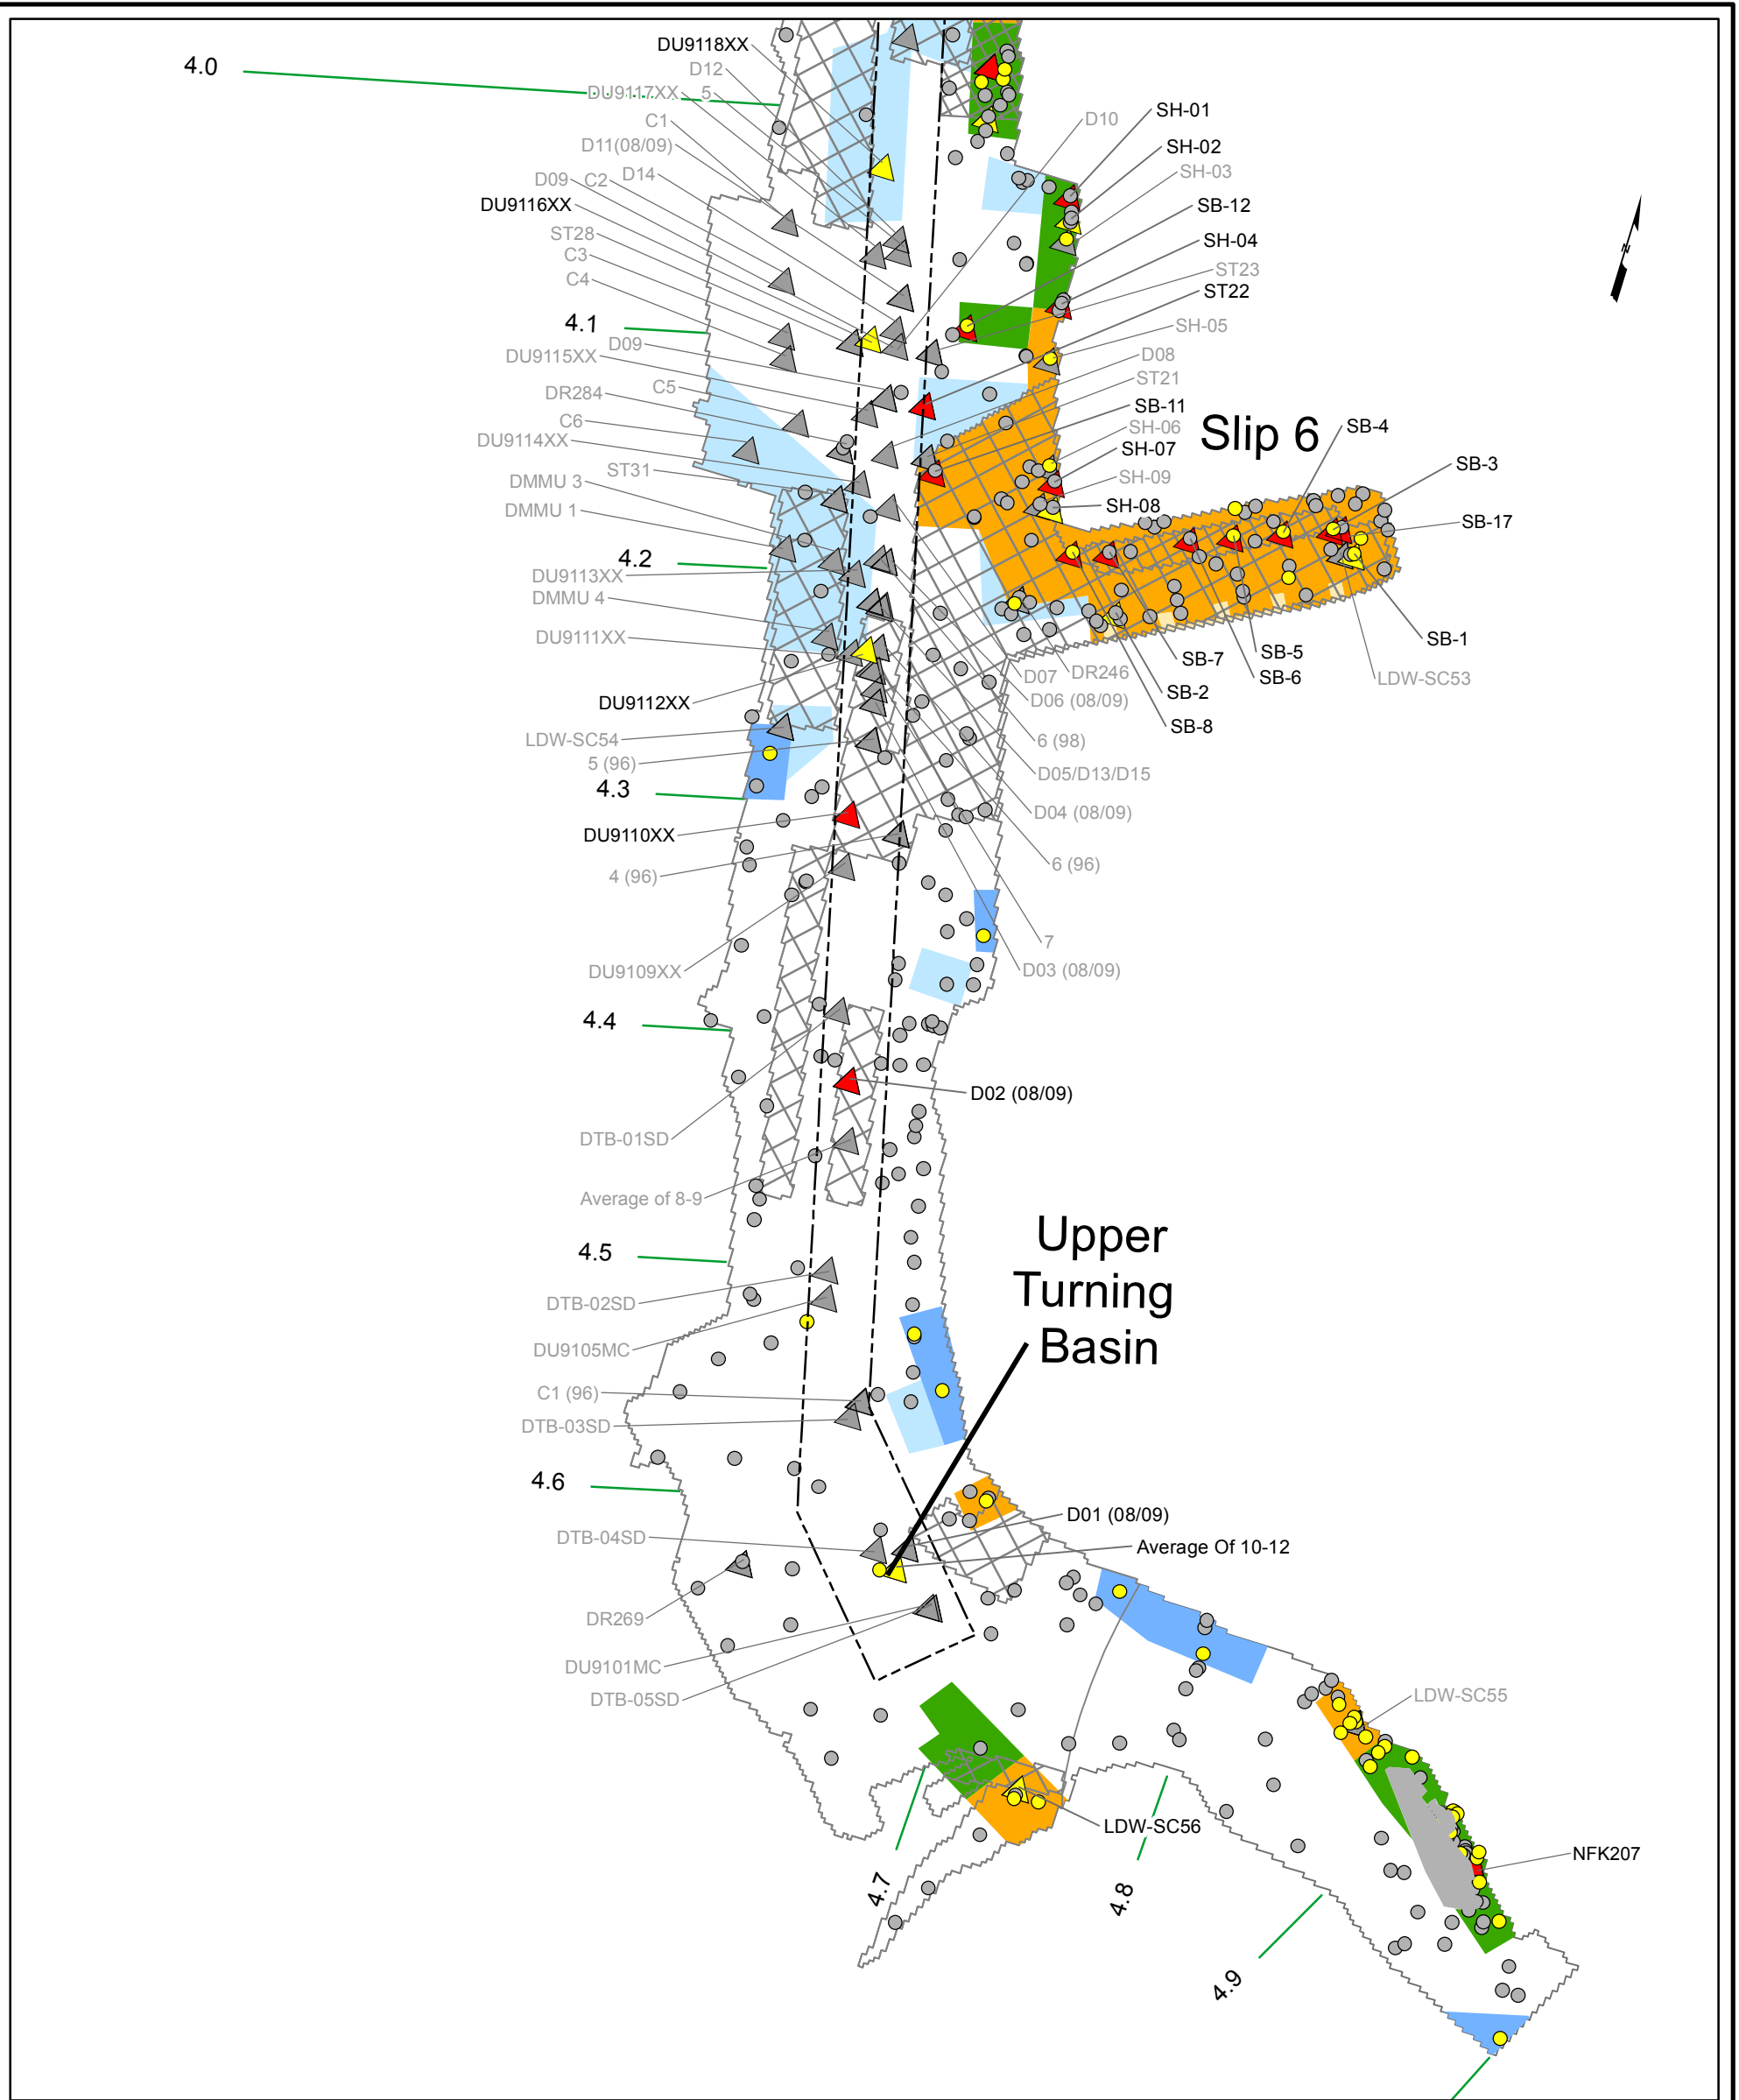 DU9118XX
4.0
D12
DU9117XX
5
D10
SH-01
C1
D11(08/09)
SH-02
SH-03
D14
D09
C2
DU9116XX
SB-12
ST28
SH-04
C3
ST23
C4
ST22
4.1
SH-05
D09
DU9115XX
D08
ST21
C5
DR284
SB-11
C6
SH-06
Slip 6
SB-4
DU9114XX
SH-07
ST31
SB-3
DMMU 3
SH-09
DMMU 1
SH-08
SB-17
4.2
DU9113XX
DMMU 4
DU9111XX
SB-1
SB-5
SB-7
DR246
D07
SB-6
LDW-SC53
SB-2
DU9112XX
D06 (08/09)
SB-8
LDW-SC54
6 (98)
5 (96)
D05/D13/D15
4.3
D04 (08/09)
DU9110XX
6 (96)
4 (96)
7
DU9109XX
D03 (08/09)
4.4
D02 (08/09)
DTB-01SD
Average of 8-9
Upper
Turning
Basin
4.5
DTB-02SD
DU9105MC
C1 (96)
DTB-03SD
4.6
D01 (08/09)
DTB-04SD
Average Of 10-12
DR269
DU9101MC
DTB-05SD
LDW-SC55
LDW-SC56
NFK207
4.7
4.8
4.9
N